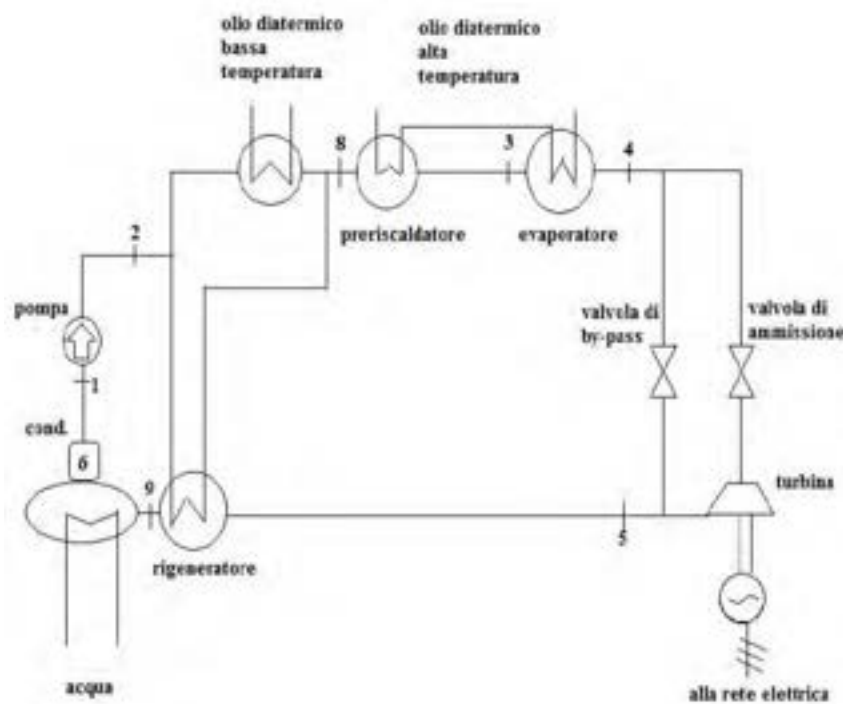 olio diatermico
bassa
temperatura
olio diatermico
alta
temperatura
8
3
4
preriscaldatore
evaporatore
2
pompa
valvola di
by-pass
valvola di
ammissione
1
cond.
6
9
turbina
5
rigeneratore
acqua
alla rete elettrica